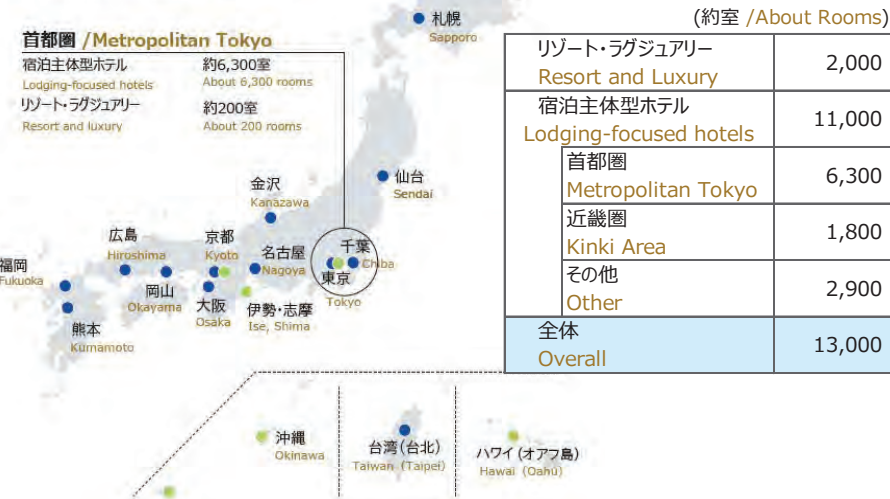 首都圏 /Metropolitan Tokyo
宿泊主体型ホテル 約6,300室
Lodging-focused hotels About 6,300 rooms
リゾート・ラグジュアリー 約200室
Resort and luxury About 200 rooms
札幌
Sapporo
仙台
Sendai
金沢
Kanazawa
広島
Hiroshima
京都
Kyoto
名古屋
Nagoya
千葉
Chiba
東京
Tokyo
福岡
Fukuoka
岡山
Okayama
大阪
Osaka
伊勢・志摩
Ise, Shima
熊本
Kumamoto
沖縄
Okinawa
台湾(台北)
Taiwan (Taipei)
ハワイ (オアフ島)
Hawai (Oahu)
(約室 /About Rooms)
リゾート・ラグジュアリー
Resort and Luxury 2,000
宿泊主体型ホテル
Lodging-focused hotels 11,000
首都圏
Metropolitan Tokyo 6,300
近畿圏
Kinki Area 1,800
その他
Other 2,900
全体
Overall 13,000